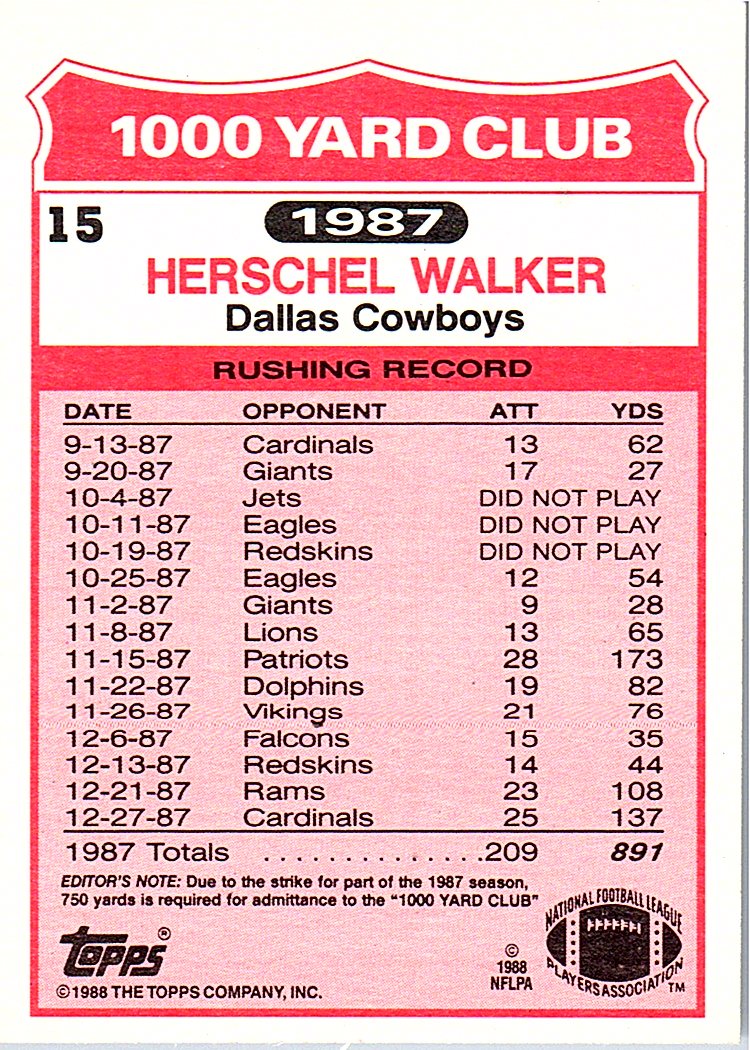 1000 YARD CLUB
15
1987
HERSCHEL WALKER
Dallas Cowboys
RUSHING RECORD
DATE OPPONENT ATT YDS
9-13-87 Cardinals 13 62
9-20-87 Giants 17 27
10-4-87 Jets DID NOT PLAY
10-11-87 Eagles DID NOT PLAY
10-19-87 Redskins DID NOT PLAY
10-25-87 Eagles 12 54
11-2-87 Giants 9 28
11-8-87 Lions 13 65
11-15-87 Patriots 28 173
11-22-87 Dolphins 19 82
11-26-87 Vikings 21 76
12-6-87 Falcons 15 35
12-13-87 Redskins 14 44
12-21-87 Rams 23 108
12-27-87 Cardinals 25 137
1987 Totals ..............209 891
EDITOR'S NOTE: Due to the strike for part of the 1987 season,
750 yards is required for admittance to the "1000 YARD CLUB"
Topps®
©1988 THE TOPPS COMPANY, INC.
©
1988
NFLPA
NATIONAL FOOTBALL LEAGUE
PLAYERS ASSOCIATION TM